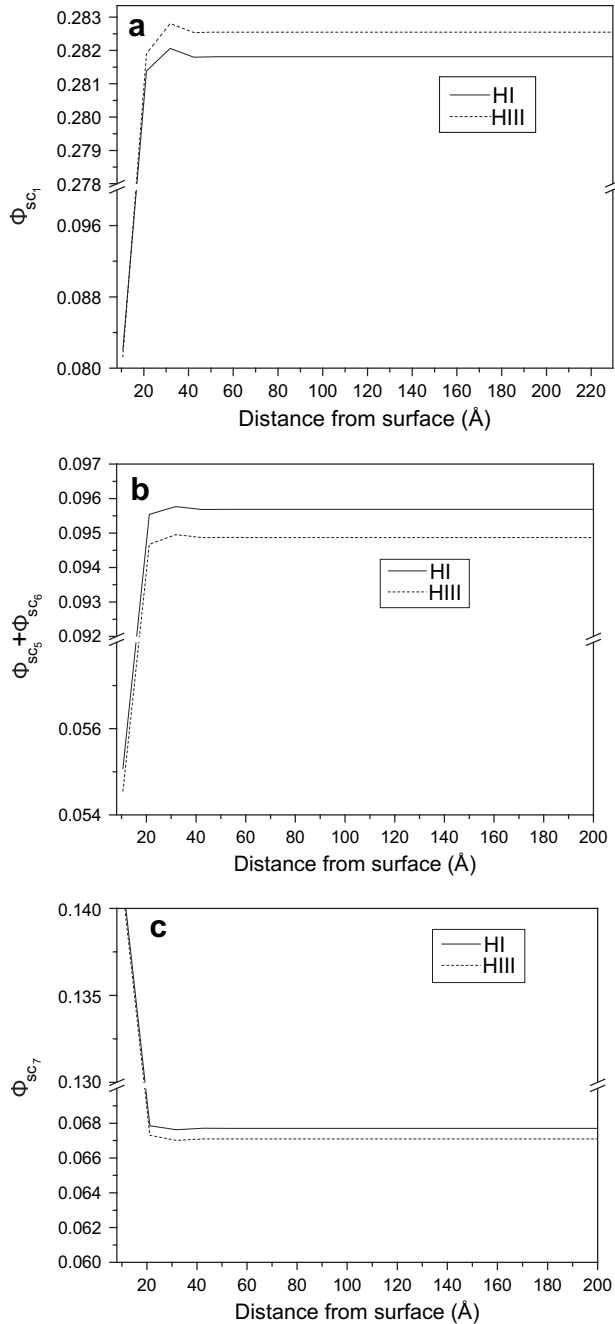 a
0.283
0.282
0.281
0.280
0.279
0.278
0.096
0.088
0.080
Φsc1
HI
HIII
20 40 60 80 100 120 140 160 180 200 220
Distance from surface (Å)
b
0.097
0.096
0.095
0.094
0.093
0.092
0.056
0.054
Φsc5+Φsc6
HI
HIII
20 40 60 80 100 120 140 160 180 200
Distance from surface (Å)
c
0.140
0.135
0.130
0.068
0.066
0.064
0.062
0.060
Φsc7
HI
HIII
20 40 60 80 100 120 140 160 180 200
Distance from surface (Å)